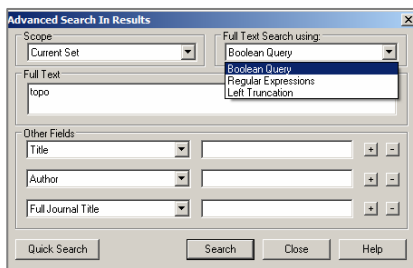 Advanced Search In Results
Scope
Full Text Search using:
Current Set
Boolean Query
Boolean Query
Regular Expressions
Left Truncation
Full Text
topo
Other Fields
Title
+ -
Author
+ -
Full Journal Title
+ -
Quick Search
Search
Close
Help